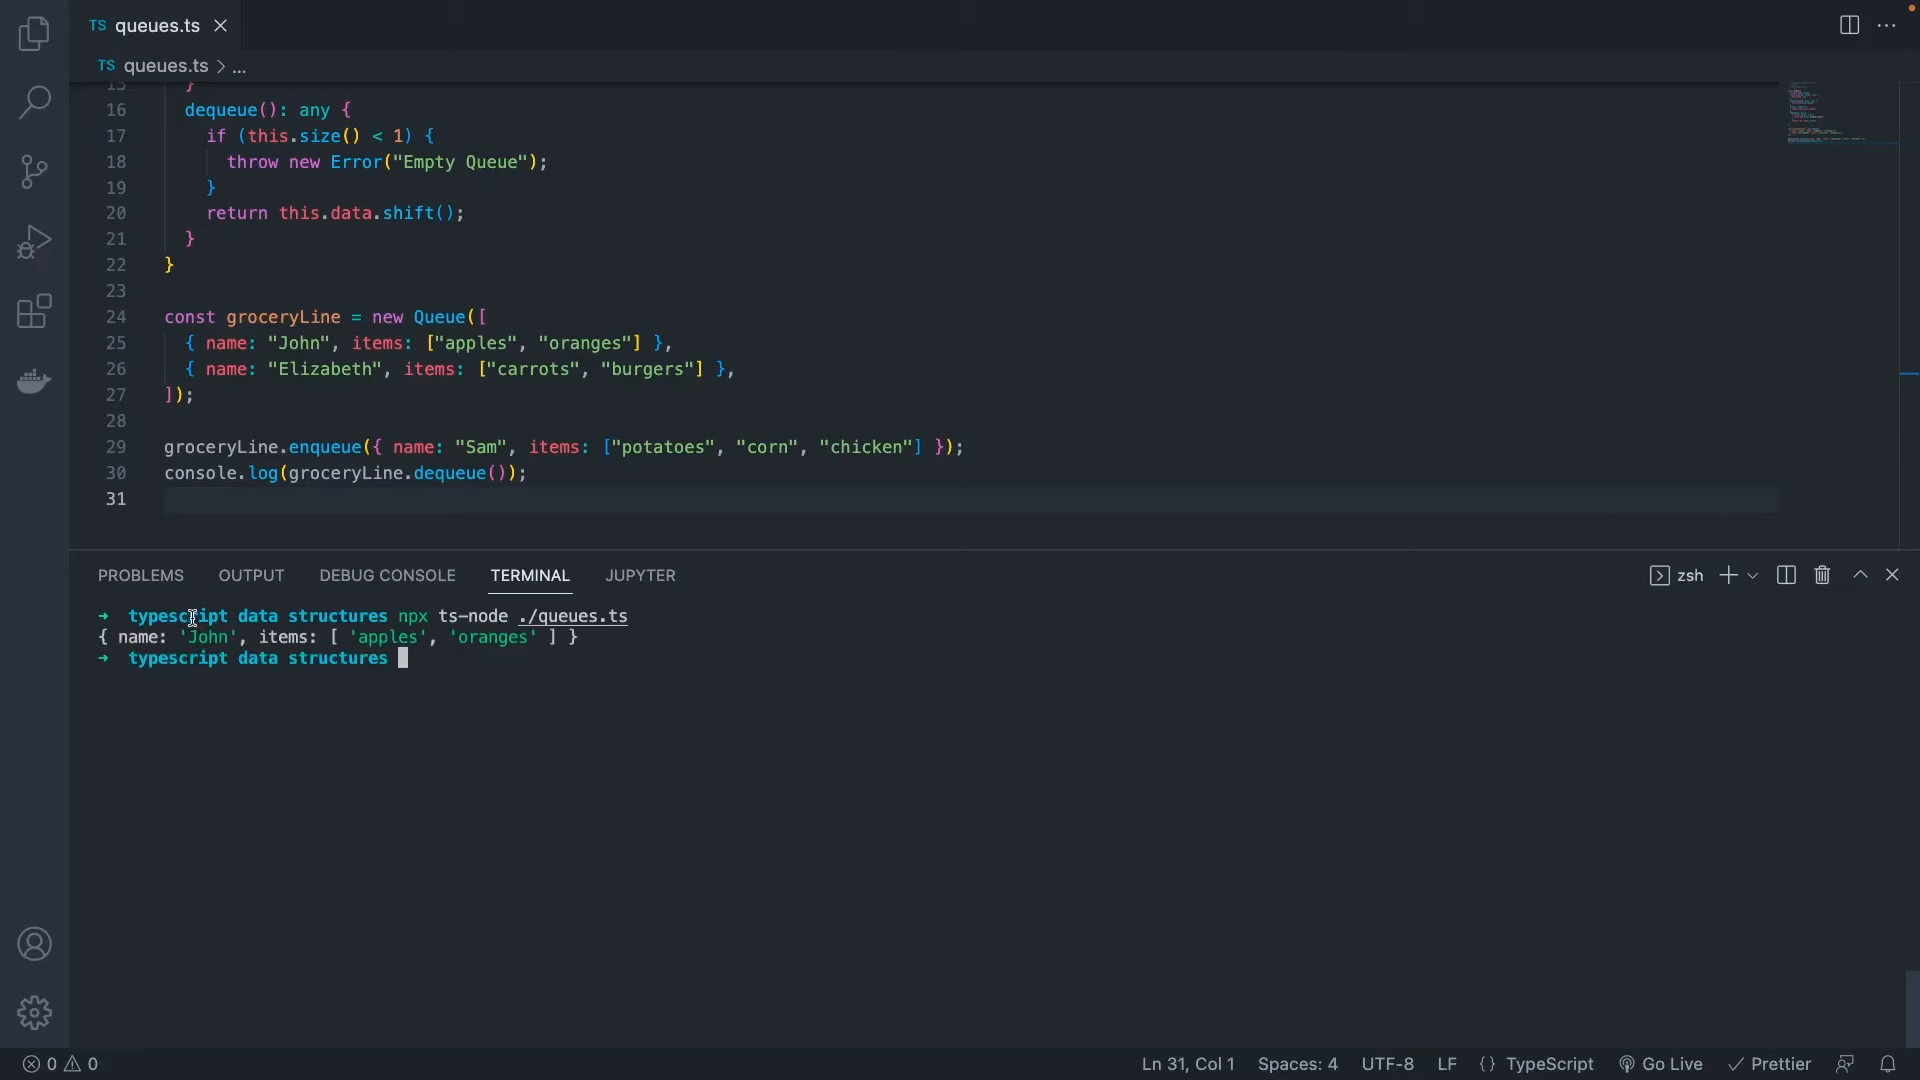 TS queues.ts
TS queues.ts > ...
15 }
16 dequeue(): any {
17 if (this.size() < 1) {
18 throw new Error("Empty Queue");
19 }
20 return this.data.shift();
21 }
22 }
23
24 const groceryLine = new Queue([
25 { name: "John", items: ["apples", "oranges"] },
26 { name: "Elizabeth", items: ["carrots", "burgers"] },
27 ]);
28
29 groceryLine.enqueue({ name: "Sam", items: ["potatoes", "corn", "chicken"] });
30 console.log(groceryLine.dequeue());
31
PROBLEMS OUTPUT DEBUG CONSOLE TERMINAL JUPYTER zsh
→ typescript data structures npx ts-node ./queues.ts
{ name: 'John', items: [ 'apples', 'oranges' ] }
→ typescript data structures
0 0 Ln 31, Col 1 Spaces: 4 UTF-8 LF {} TypeScript Go Live Prettier